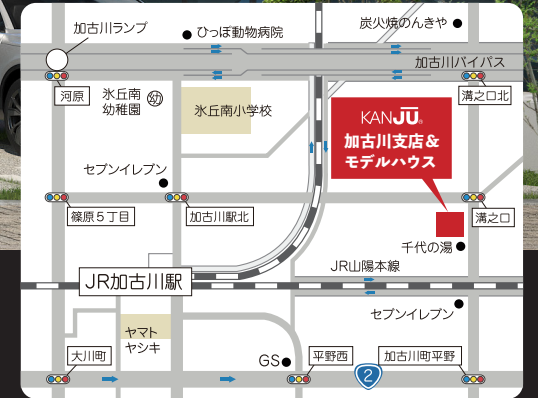 加古川ランプ
ひっぽ動物病院
炭火焼のんきや
加古川バイパス
河原
氷丘南
幼稚園
幼
氷丘南小学校
溝之口北
KANJU®
加古川支店&
モデルハウス
セブンイレブン
篠原5丁目
加古川駅北
溝之口
千代の湯
JR山陽本線
JR加古川駅
セブンイレブン
ヤマト
ヤシキ
大川町
GS
平野西
2
加古川町平野